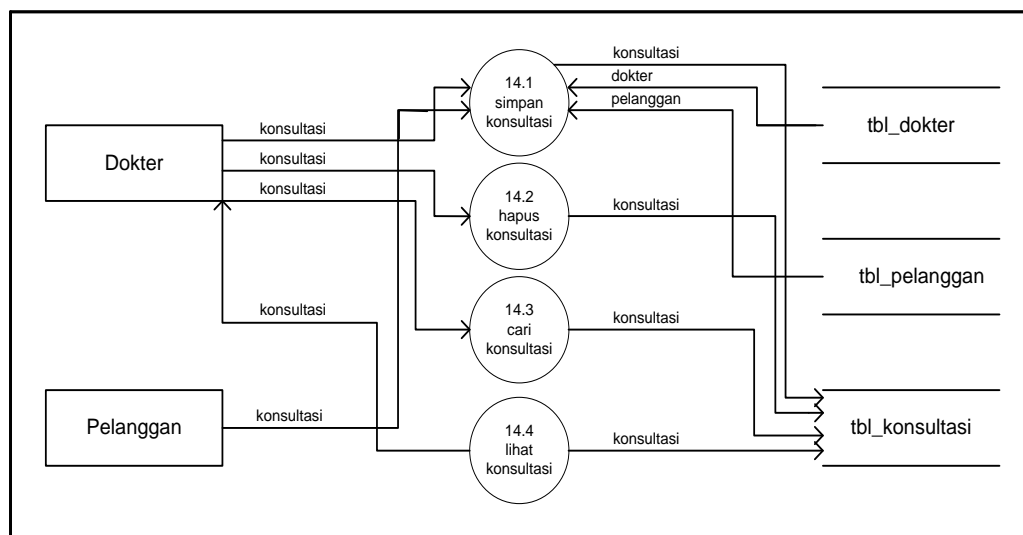 konsultasi
dokter
pelanggan
14.1
simpan
konsultasi
tbl_dokter
konsultasi
konsultasi
konsultasi
Dokter
14.2
hapus
konsultasi
konsultasi
tbl_pelanggan
konsultasi
14.3
cari
konsultasi
konsultasi
Pelanggan
konsultasi
14.4
lihat
konsultasi
konsultasi
tbl_konsultasi